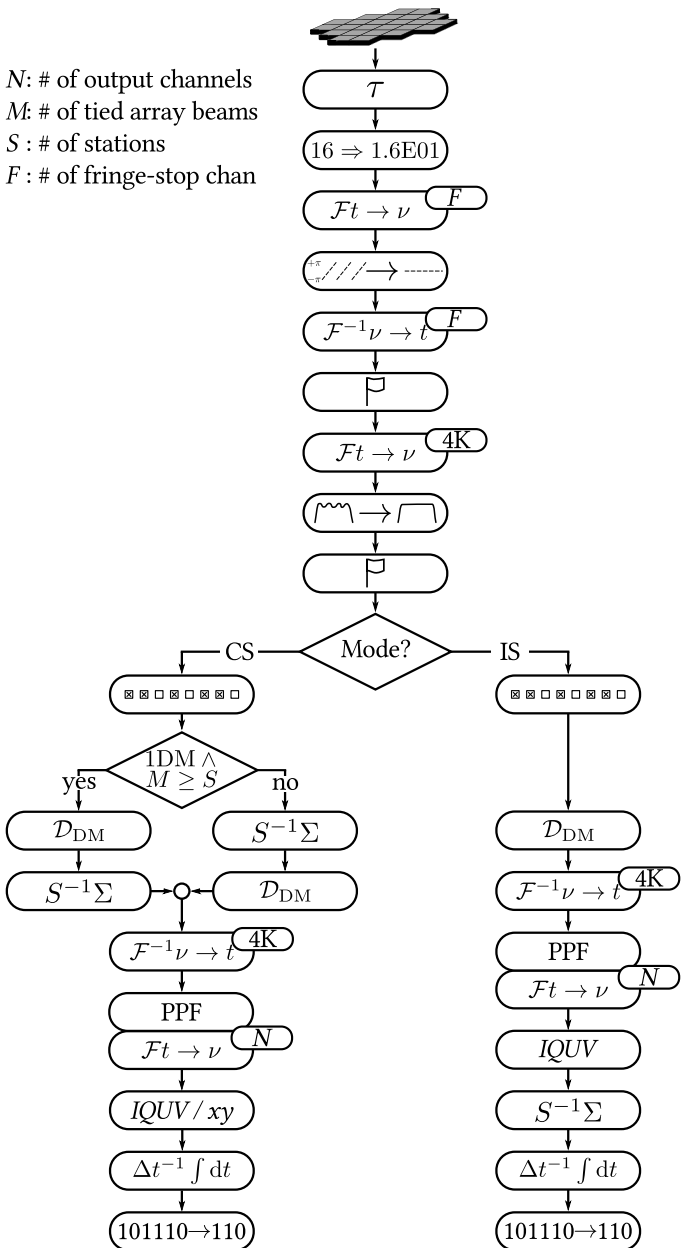 N: # of output channels
M: # of tied array beams
S : # of stations
F : # of fringe-stop chan
τ
16 ⇒ 1.6E01
ℱt → ν
F
+π
−π
ℱ⁻¹ν → t
F
ℱt → ν
4K
Mode?
CS
IS
1DM ∧
M ≥ S
yes
no
𝒟DM
S⁻¹Σ
𝒟DM
S⁻¹Σ
𝒟DM
ℱ⁻¹ν → t
4K
ℱ⁻¹ν → t
4K
PPF
ℱt → ν
N
PPF
ℱt → ν
N
IQUV / xy
IQUV
S⁻¹Σ
Δt⁻¹ ∫ dt
Δt⁻¹ ∫ dt
101110→110
101110→110